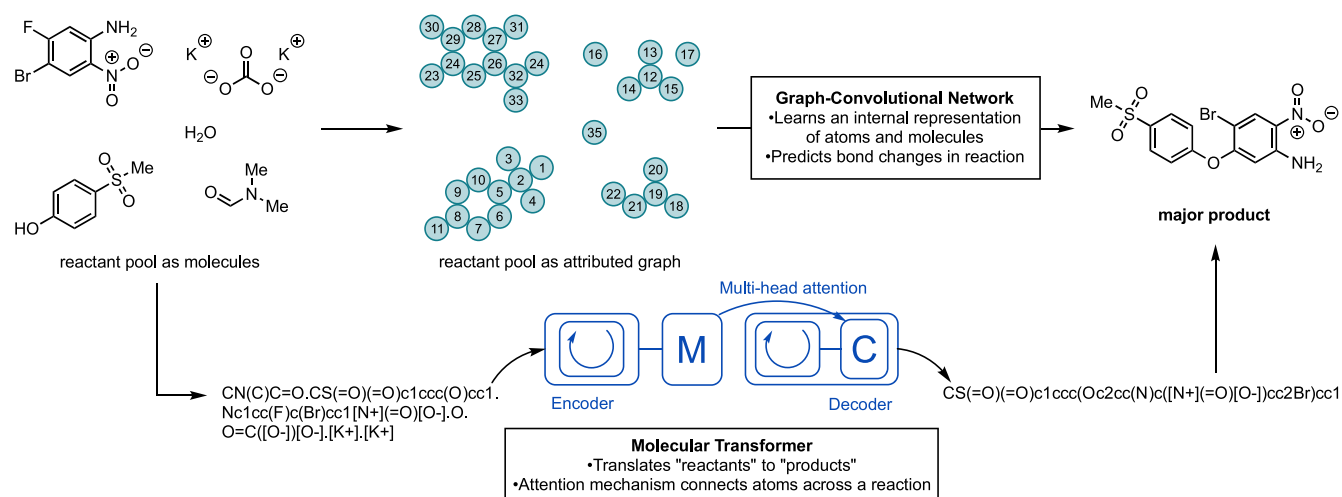 F
NH₂
Br
N
⊕
O
⊖
O
K⊕
O
K⊕
⊖O
O⊖
H₂O
O
S
Me
O
HO
Me
O
N
Me
reactant pool as molecules
30
28
31
29
27
23
24
26
24
25
32
33
16
13
17
12
14
15
35
3
1
10
2
9
5
4
8
6
11
7
20
22
19
21
18
reactant pool as attributed graph
Graph-Convolutional Network
•Learns an internal representation
of atoms and molecules
•Predicts bond changes in reaction
Me
O
S
O
Br
O
N
⊕
O⊖
O
NH₂
major product
Multi-head attention
M
C
Encoder
Decoder
CN(C)C=O.CS(=O)(=O)c1ccc(O)cc1.
Nc1cc(F)c(Br)cc1[N+](=O)[O-].O.
O=C([O-])[O-].[K+].[K+]
CS(=O)(=O)c1ccc(Oc2cc(N)c([N+](=O)[O-])cc2Br)cc1
Molecular Transformer
•Translates "reactants" to "products"
•Attention mechanism connects atoms across a reaction